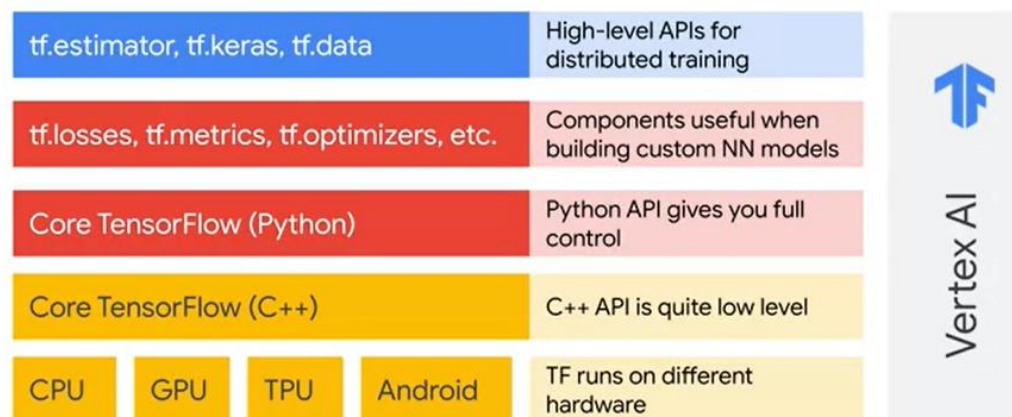 tf.estimator, tf.keras, tf.data
High-level APIs for
distributed training
tf.losses, tf.metrics, tf.optimizers, etc.
Components useful when
building custom NN models
Core TensorFlow (Python)
Python API gives you full
control
Core TensorFlow (C++)
C++ API is quite low level
CPU
GPU
TPU
Android
TF runs on different
hardware
Vertex AI